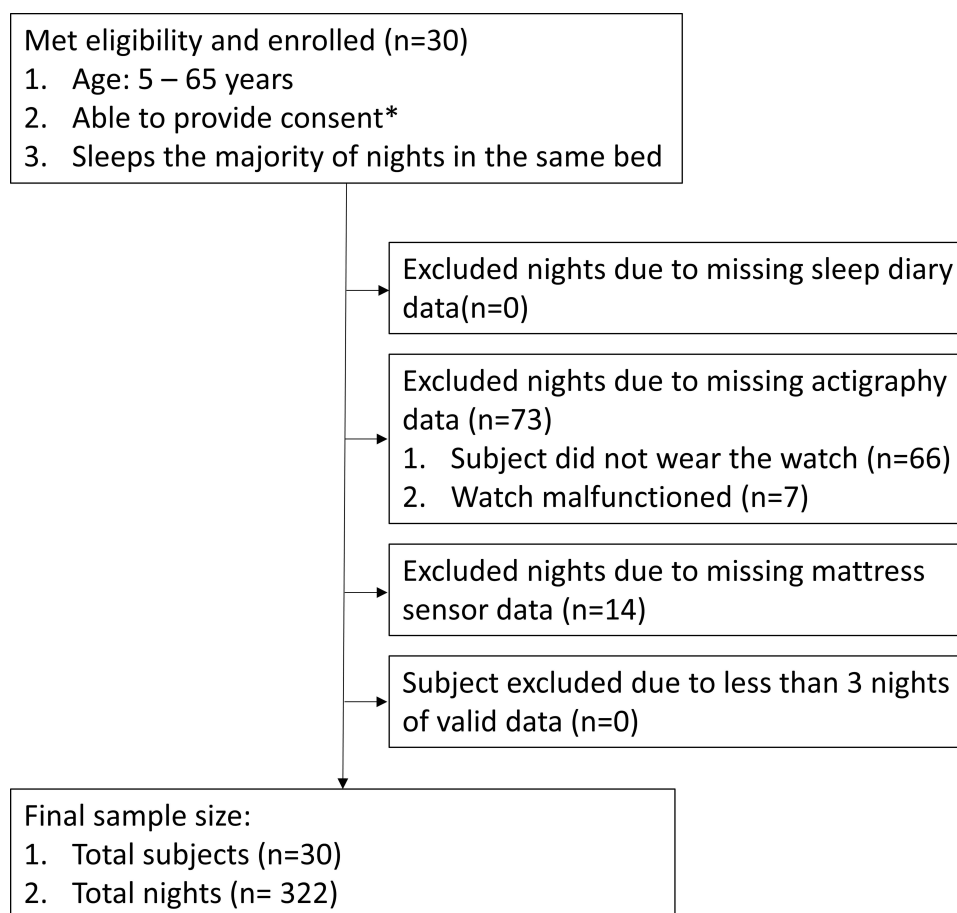 Met eligibility and enrolled (n=30)
1. Age: 5 – 65 years
2. Able to provide consent*
3. Sleeps the majority of nights in the same bed
Excluded nights due to missing sleep diary
data(n=0)
Excluded nights due to missing actigraphy
data (n=73)
1. Subject did not wear the watch (n=66)
2. Watch malfunctioned (n=7)
Excluded nights due to missing mattress
sensor data (n=14)
Subject excluded due to less than 3 nights
of valid data (n=0)
Final sample size:
1. Total subjects (n=30)
2. Total nights (n= 322)